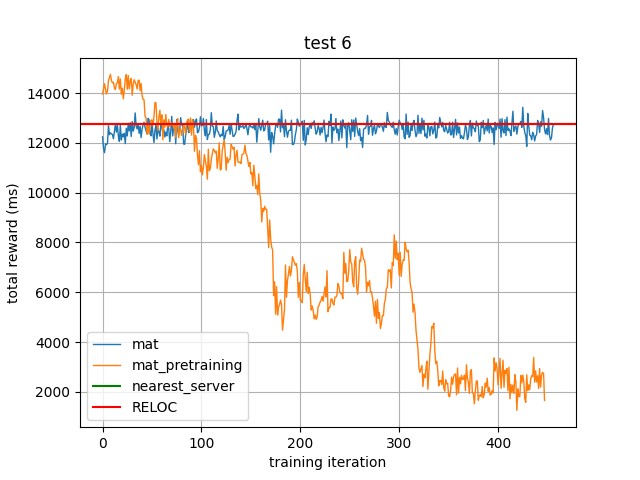 test 6
total reward (ms)
14000
12000
10000
8000
6000
4000
2000
mat
mat_pretraining
nearest_server
RELOC
0 100 200 300 400
training iteration